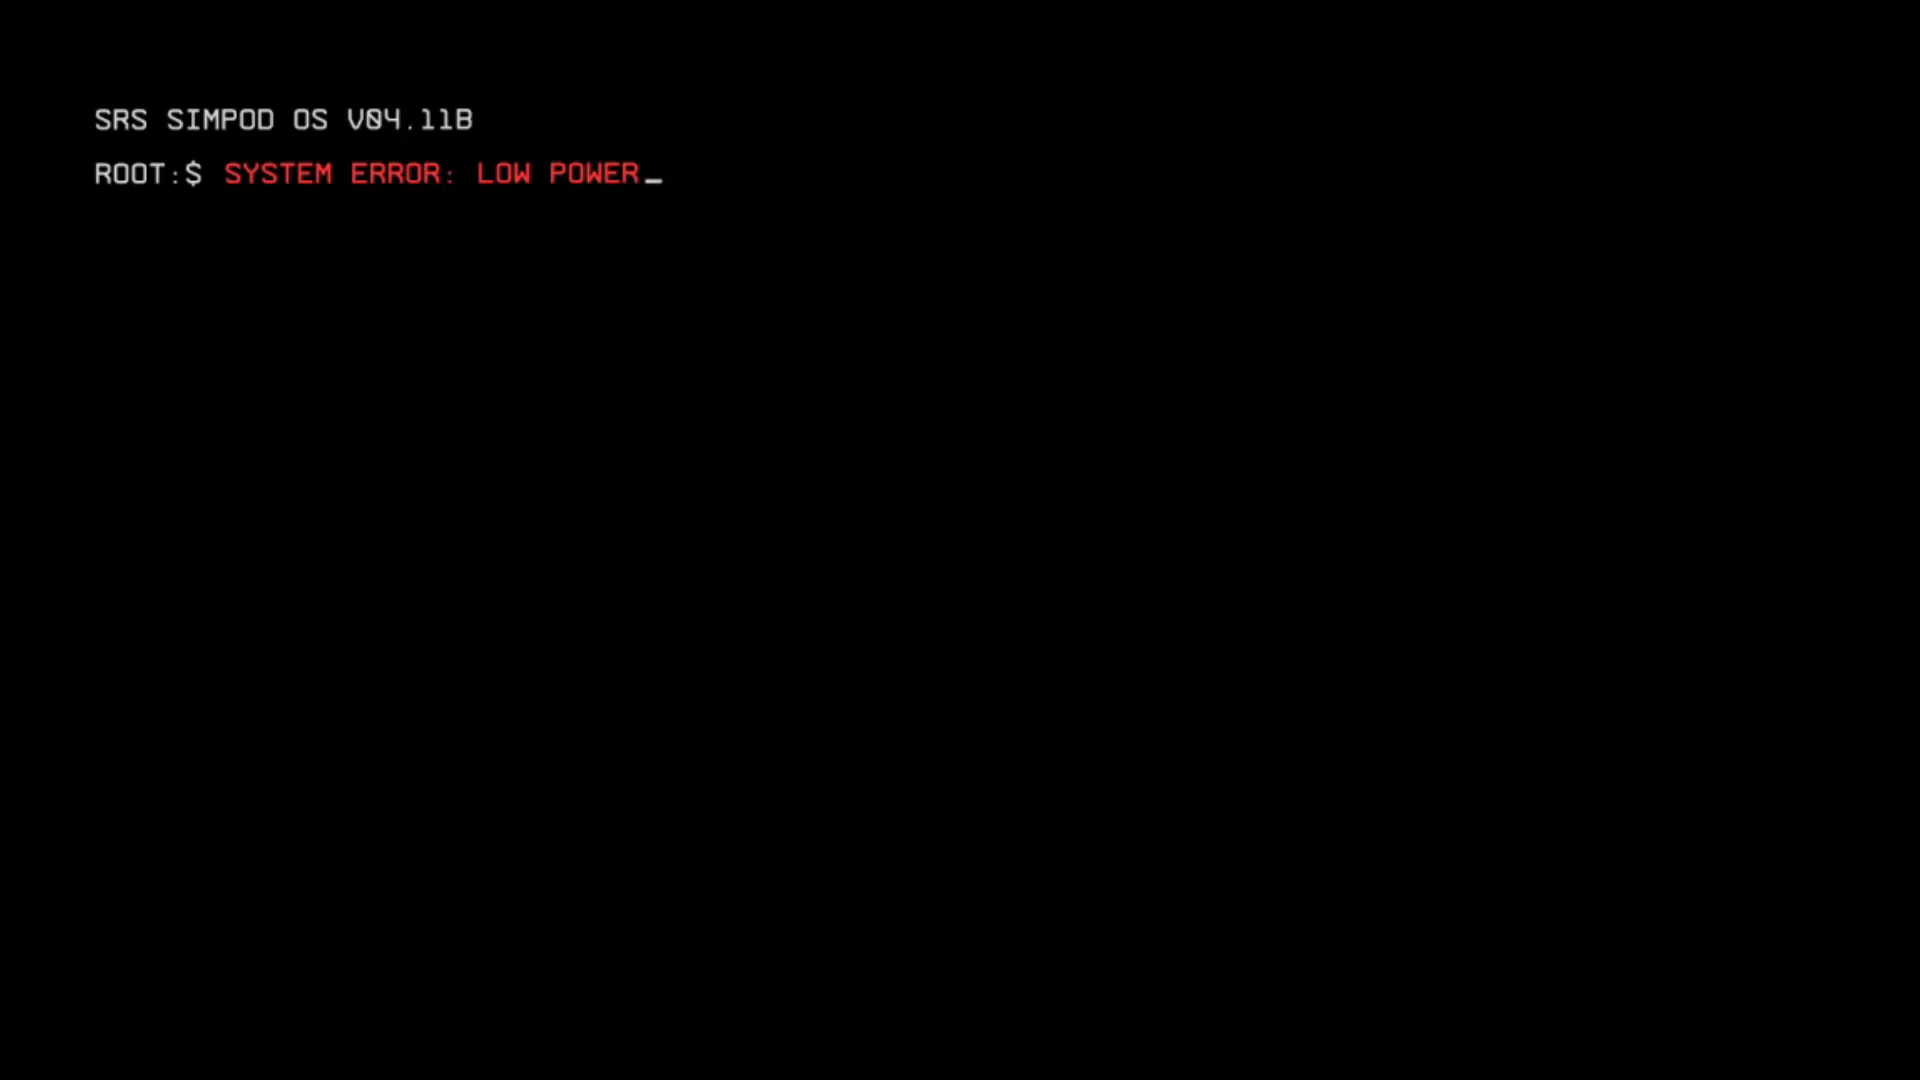 SRS SIMPOD OS V04.11B
ROOT:$ SYSTEM ERROR: LOW POWER_